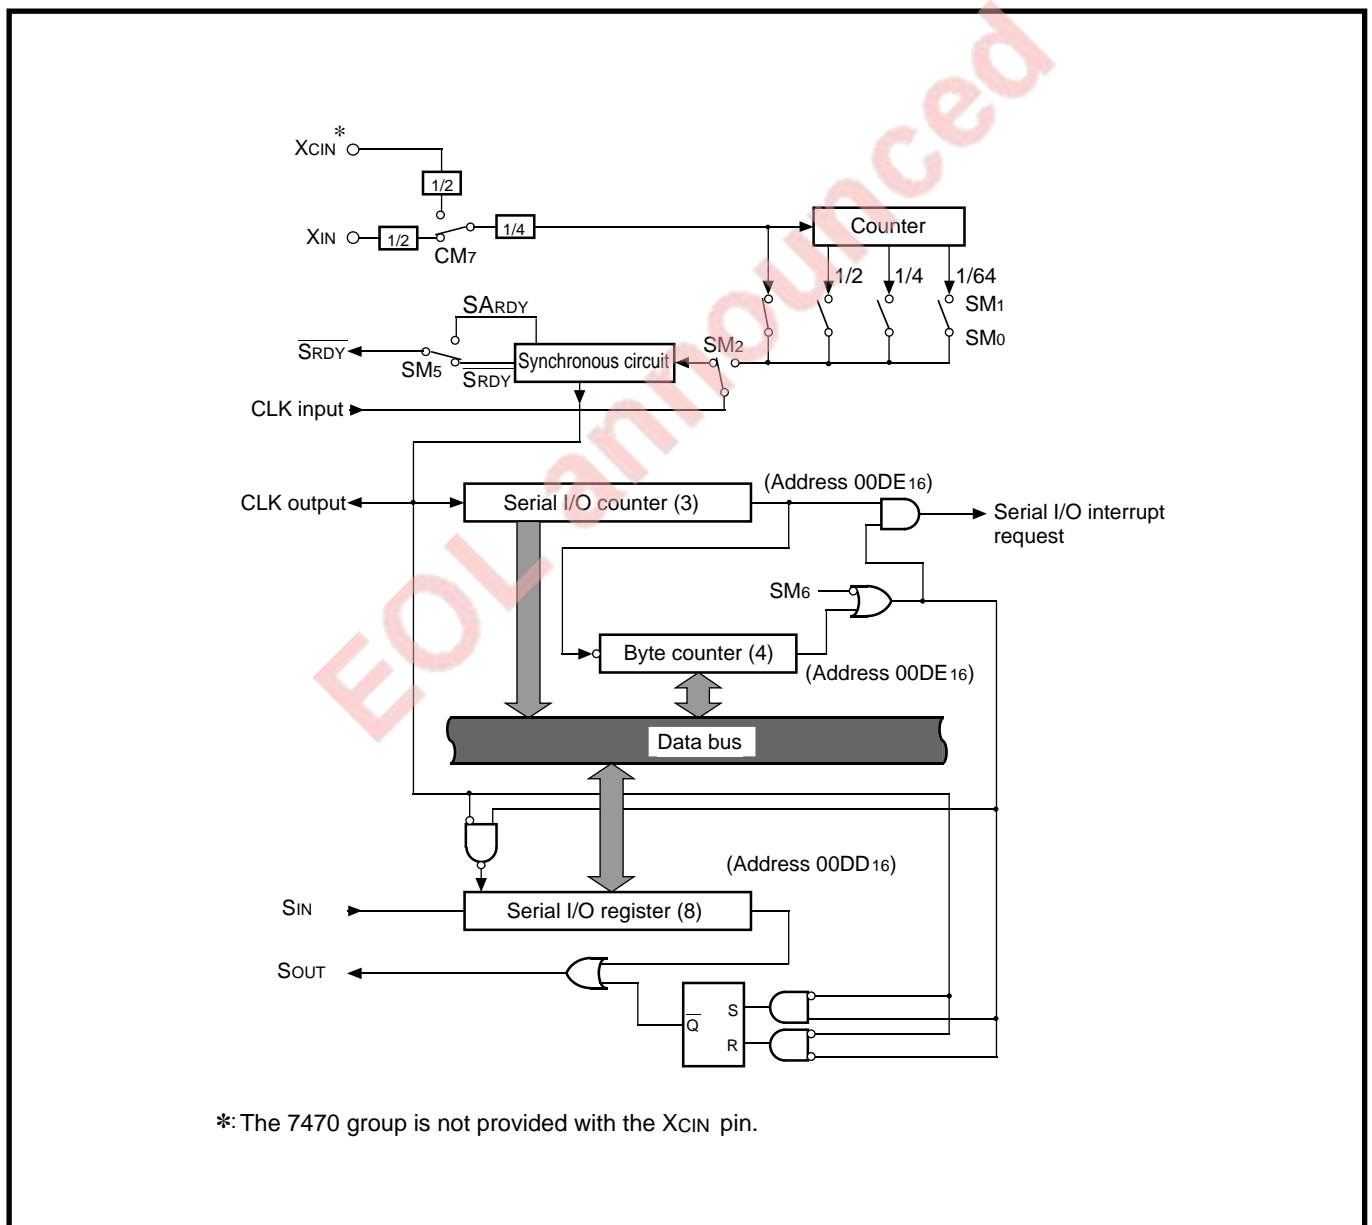 XCIN *
1/2
XIN
1/2
CM7
1/4
Counter
1/2
1/4
1/64
SM1
SM0
SARDY
SRDY
SM5
SRDY
Synchronous circuit
SM2
CLK input
CLK output
Serial I/O counter (3)
(Address 00DE16)
Serial I/O interrupt
request
SM6
Byte counter (4)
(Address 00DE16)
Data bus
(Address 00DD16)
SIN
Serial I/O register (8)
SOUT
Q
S
R
*: The 7470 group is not provided with the XCIN pin.
EOL announced